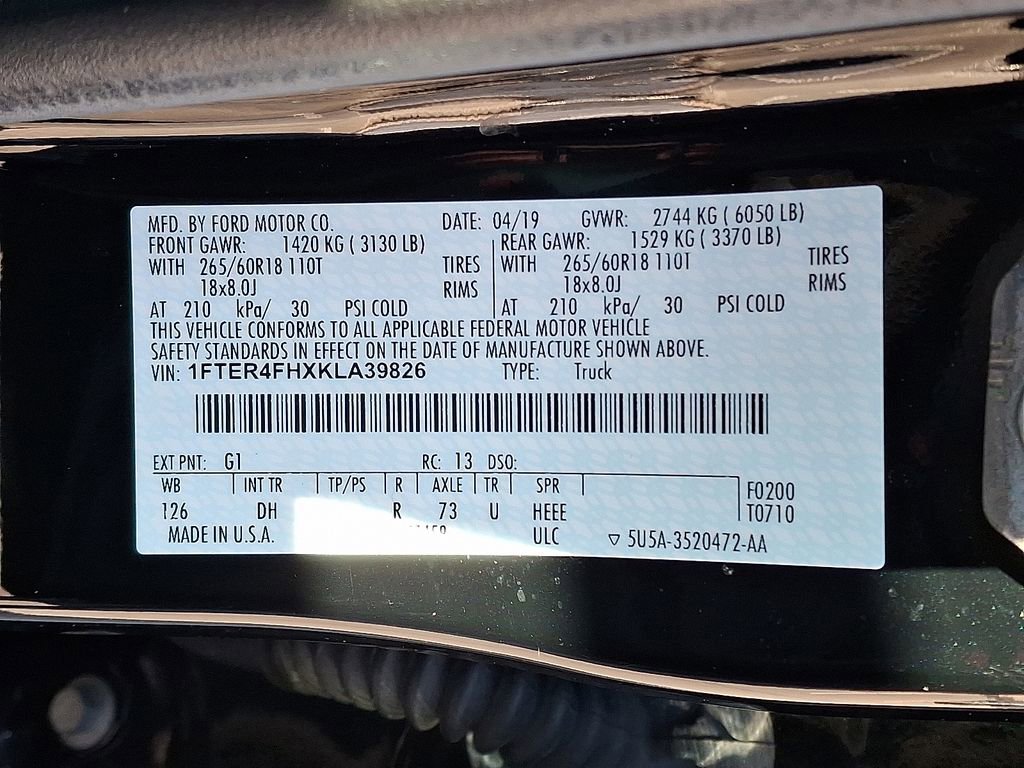 MFD. BY FORD MOTOR CO. DATE: 04/19 GVWR: 2744 KG ( 6050 LB)
FRONT GAWR: 1420 KG ( 3130 LB) REAR GAWR: 1529 KG ( 3370 LB)
WITH 265/60R18 110T TIRES WITH 265/60R18 110T TIRES
18x8.0J RIMS 18x8.0J RIMS
AT 210 kPa/ 30 PSI COLD AT 210 kPa/ 30 PSI COLD
THIS VEHICLE CONFORMS TO ALL APPLICABLE FEDERAL MOTOR VEHICLE
SAFETY STANDARDS IN EFFECT ON THE DATE OF MANUFACTURE SHOWN ABOVE.
VIN: 1FTER4FHXKLA39826 TYPE: Truck
EXT PNT: G1 RC: 13 DSO:
WB INT TR TP/PS R AXLE TR SPR F0200
126 DH R 73 U HEEE T0710
MADE IN U.S.A. ULC ▽ 5U5A-3520472-AA